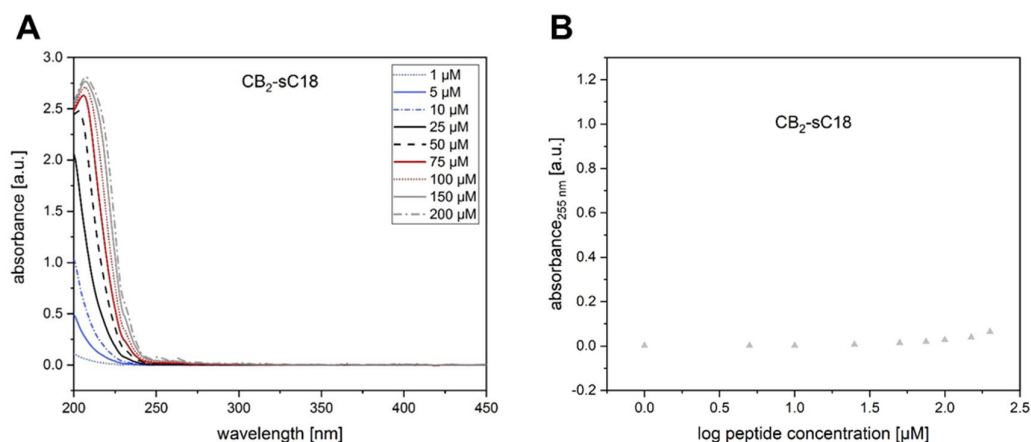 A
CB₂-sC18
1 µM
5 µM
10 µM
25 µM
50 µM
75 µM
100 µM
150 µM
200 µM
3.0
2.5
2.0
1.5
1.0
0.5
0.0
absorbance [a.u.]
200 250 300 350 400 450
wavelength [nm]
B
CB₂-sC18
1.2
1.0
0.8
0.6
0.4
0.2
0.0
-0.2
absorbance₂₅₅ ₙₘ [a.u.]
0.0 0.5 1.0 1.5 2.0 2.5
log peptide concentration [µM]